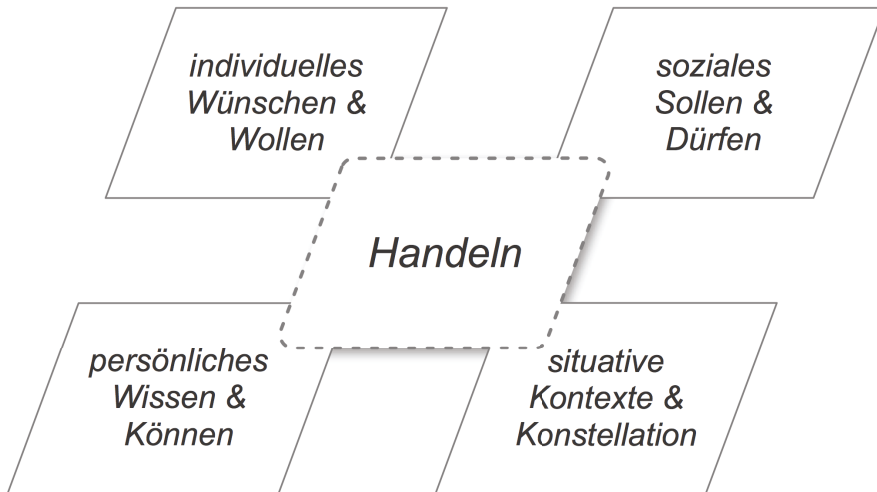 individuelles
Wünschen &
Wollen
soziales
Sollen &
Dürfen
Handeln
persönliches
Wissen &
Können
situative
Kontexte &
Konstellation